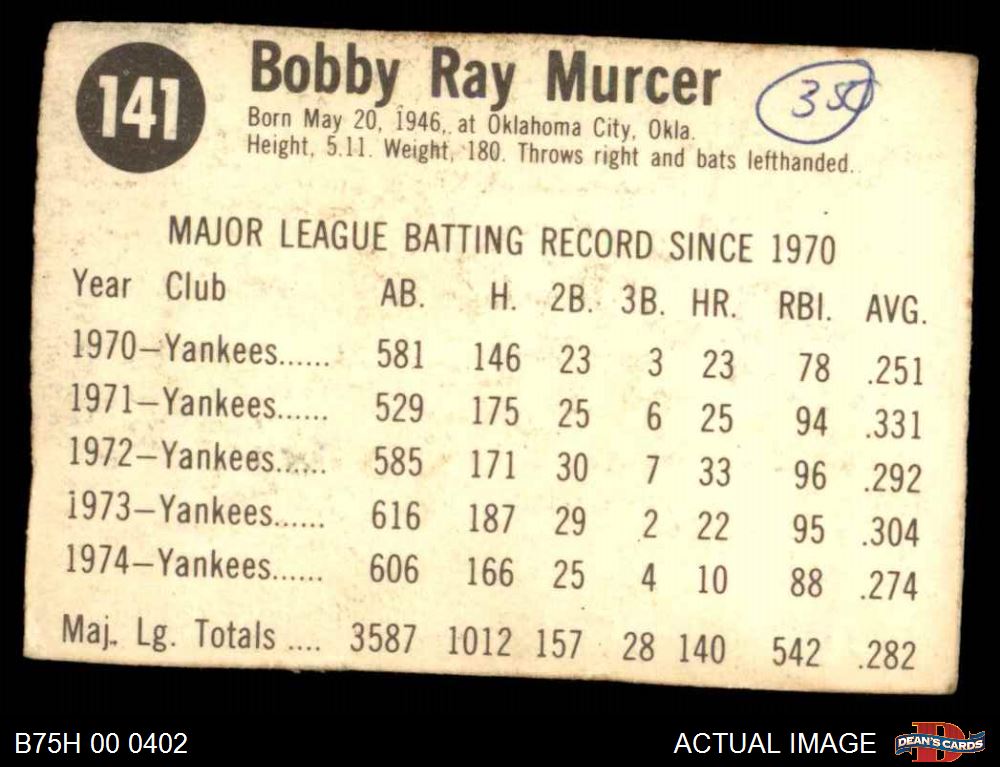 141
Bobby Ray Murcer
Born May 20, 1946, at Oklahoma City, Okla.
Height, 5.11. Weight, 180. Throws right and bats lefthanded.
MAJOR LEAGUE BATTING RECORD SINCE 1970
Year Club AB. H. 2B. 3B. HR. RBI. AVG.
1970—Yankees...... 581 146 23 3 23 78 .251
1971—Yankees...... 529 175 25 6 25 94 .331
1972—Yankees...... 585 171 30 7 33 96 .292
1973—Yankees...... 616 187 29 2 22 95 .304
1974—Yankees...... 606 166 25 4 10 88 .274
Maj. Lg. Totals .... 3587 1012 157 28 140 542 .282
B75H 00 0402
ACTUAL IMAGE
DEAN'S CARDS